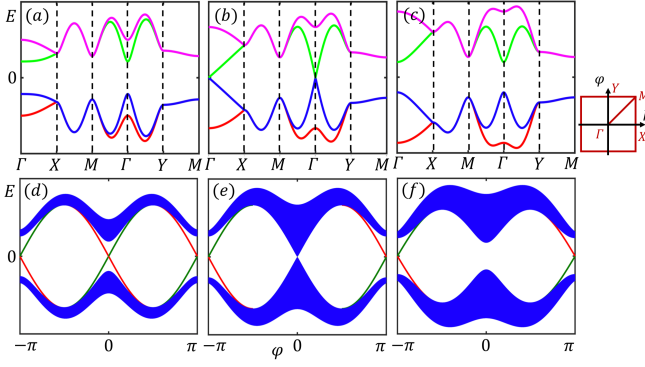 E (a) (b) (c)
0
Γ X M Γ Y M Γ X M Γ Y M Γ X M Γ Y M
φ
Y M
Γ
X
E (d) (e) (f)
0
−π 0 π −π 0 π −π 0 π
φ